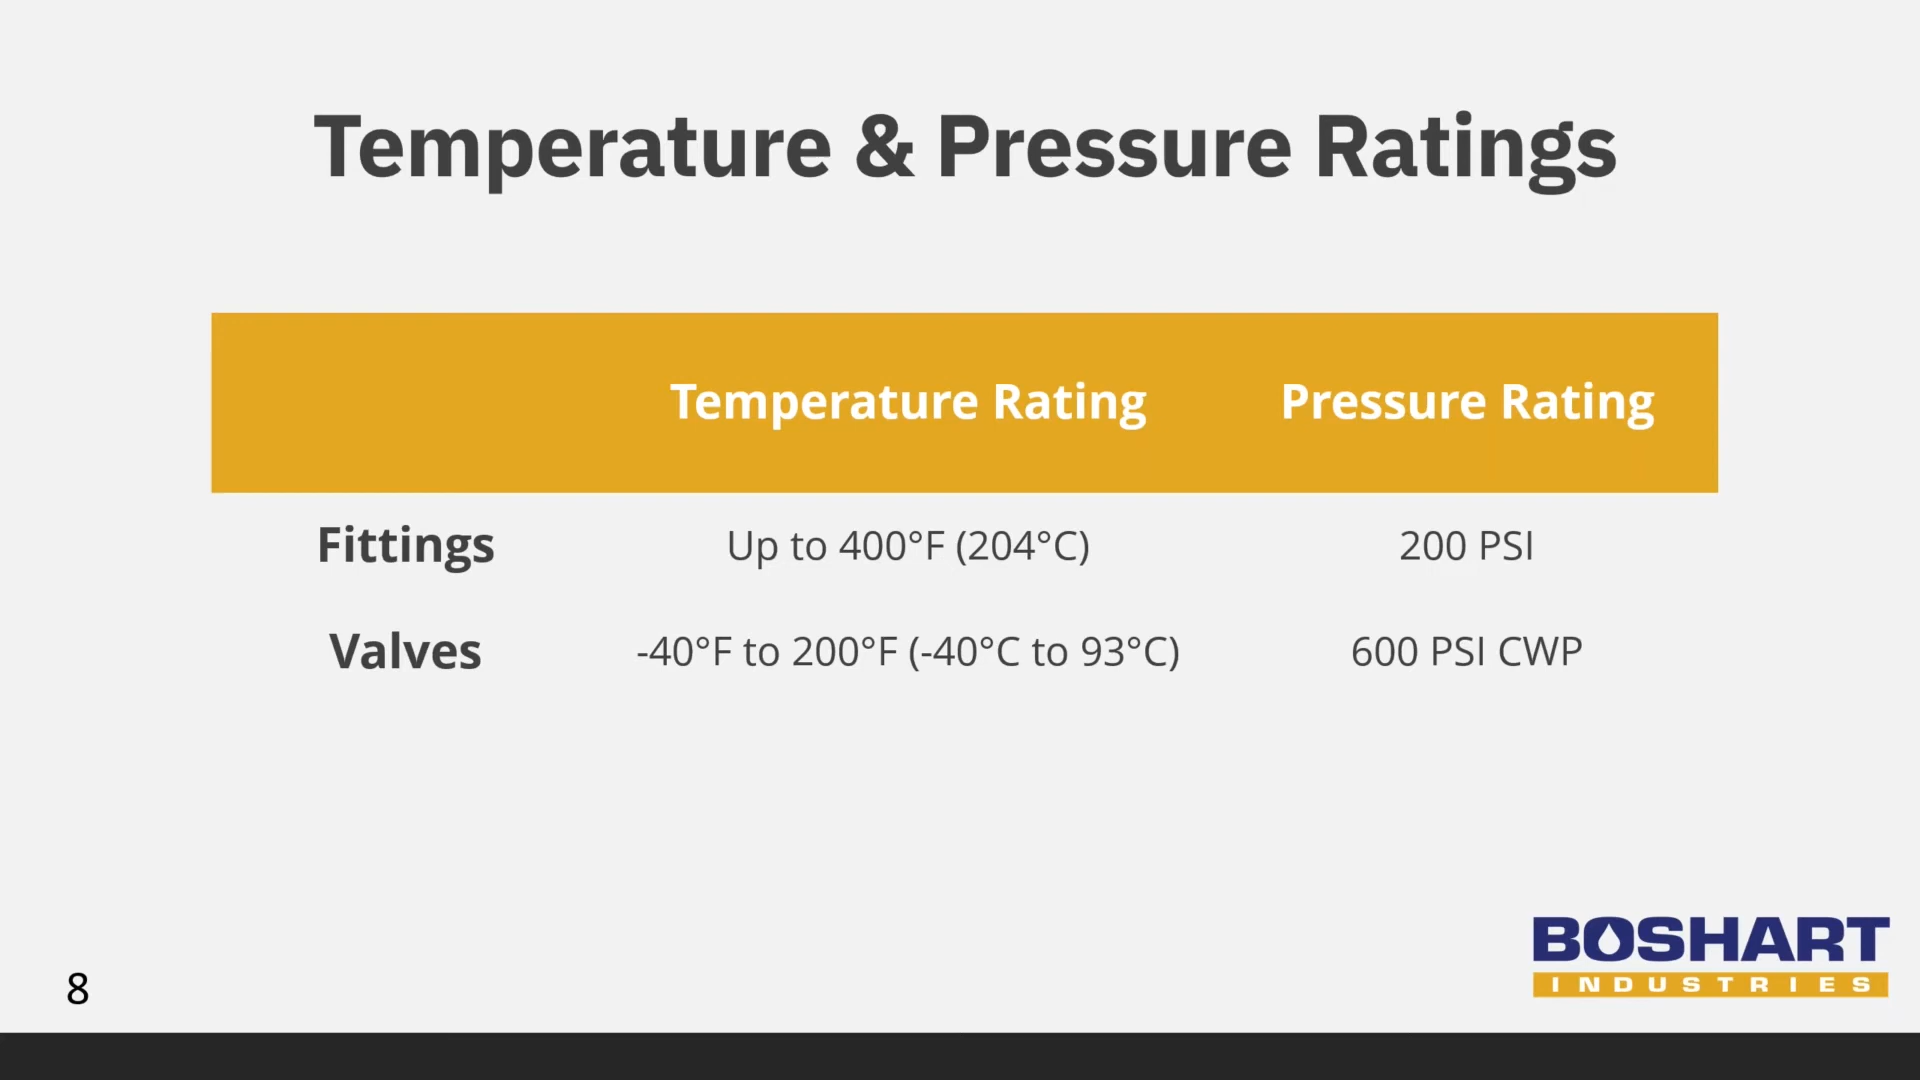 Temperature & Pressure Ratings
Temperature Rating Pressure Rating
Fittings Up to 400°F (204°C) 200 PSI
Valves -40°F to 200°F (-40°C to 93°C) 600 PSI CWP
BOSHART
INDUSTRIES
8